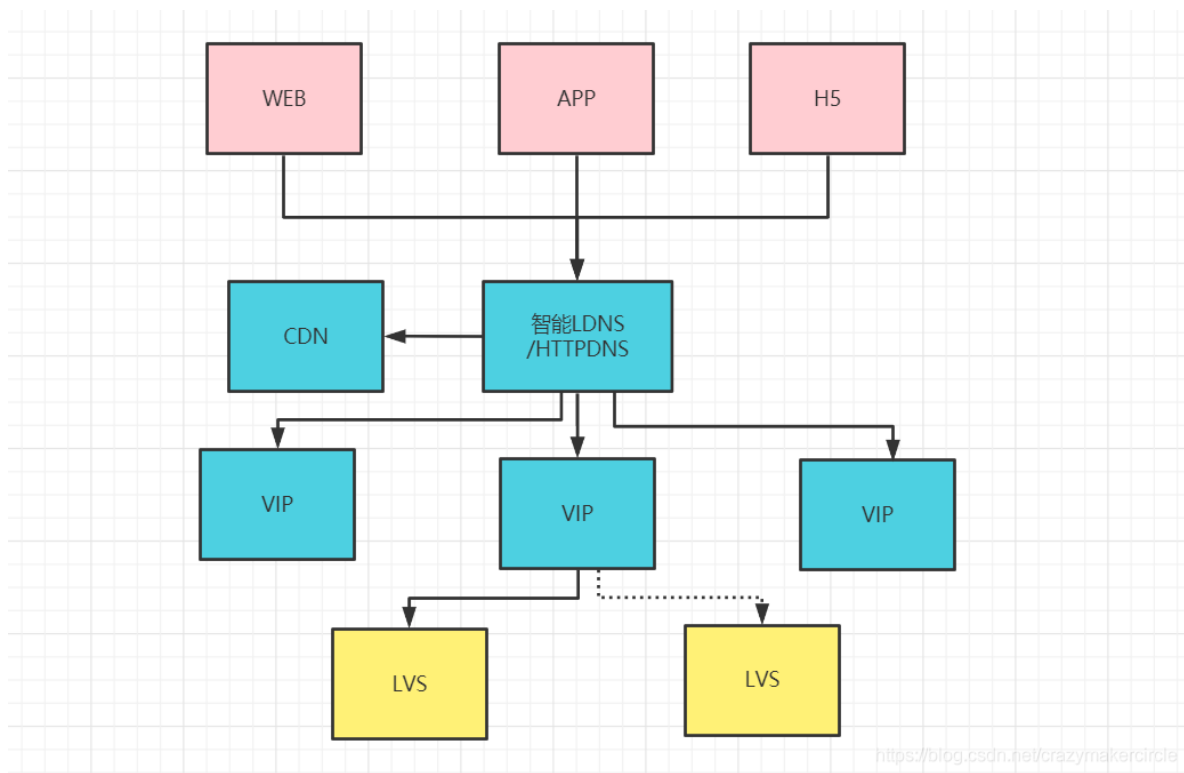 WEB
APP
H5
CDN
智能LDNS
/HTTPDNS
VIP
VIP
VIP
LVS
LVS
https://blog.csdn.net/crazymakercircle